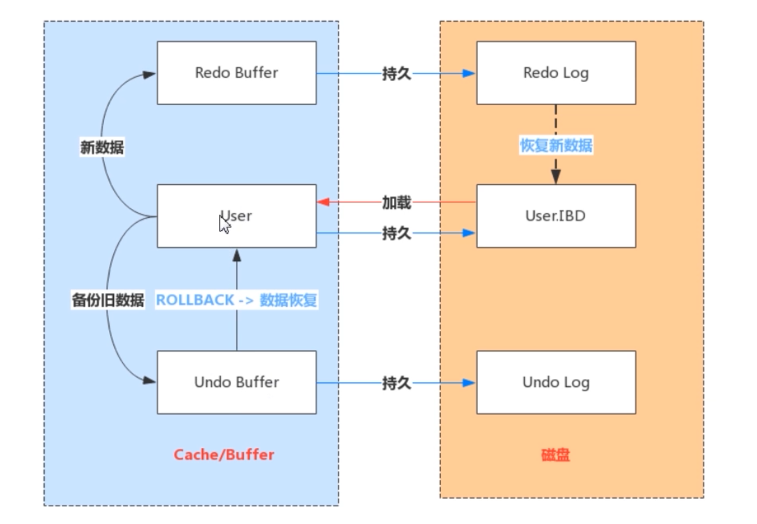 Redo Buffer
持久
Redo Log
新数据
恢复新数据
User
加载
持久
User.IBD
备份旧数据
ROLLBACK -> 数据恢复
Undo Buffer
持久
Undo Log
Cache/Buffer
磁盘